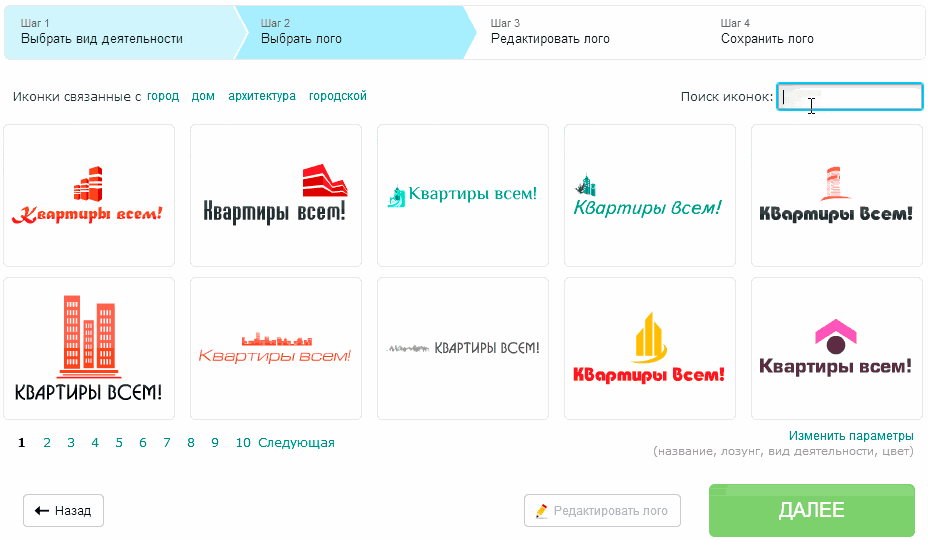 Шаг 1
Выбрать вид деятельности
Шаг 2
Выбрать лого
Шаг 3
Редактировать лого
Шаг 4
Сохранить лого
Иконки связанные с город дом архитектура городской
Поиск иконок:
Квартиры всем!
Квартиры всем!
Квартиры всем!
Квартиры всем!
Квартиры всем!
КВАРТИРЫ ВСЕМ!
Квартиры всем!
КВАРТИРЫ ВСЕМ!
Квартиры всем!
Квартиры всем!
1 2 3 4 5 6 7 8 9 10 Следующая
Изменить параметры
(название, лозунг, вид деятельности, цвет)
Назад
Редактировать лого
ДАЛЕЕ